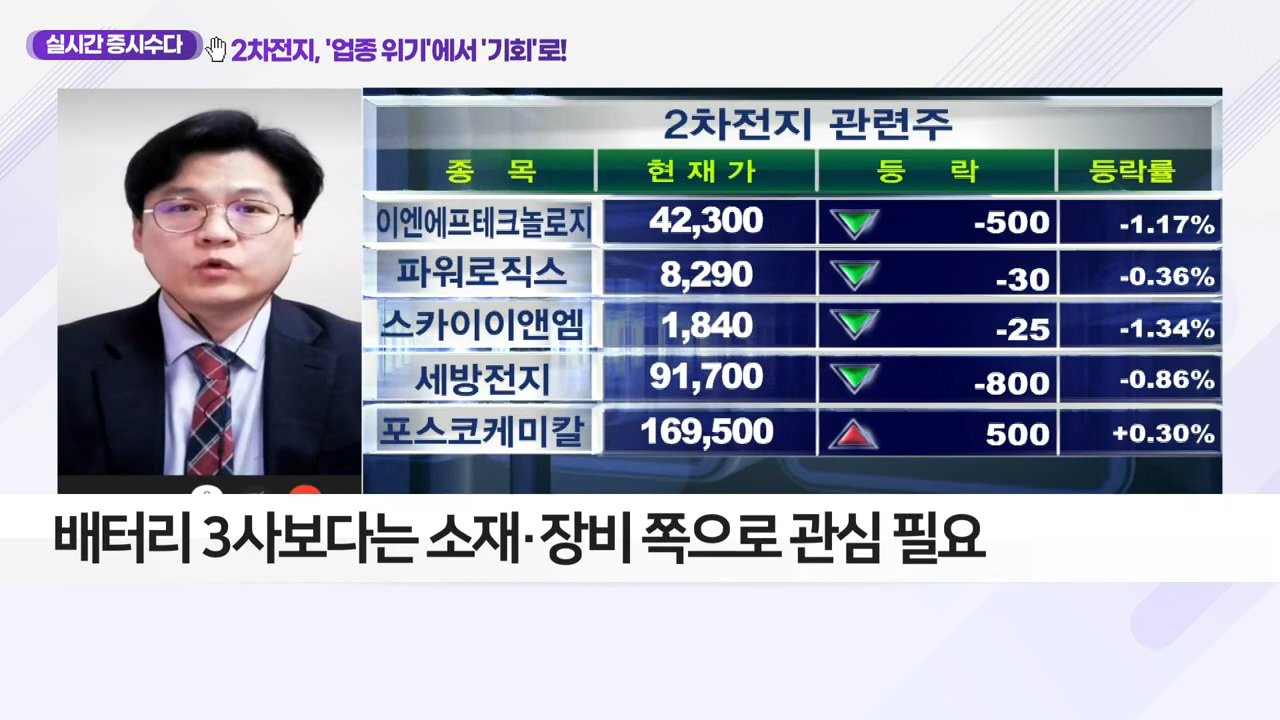 실시간 증시수다
2차전지, '업종 위기'에서 '기회'로!
2차전지 관련주
종 목 현재가 등 락 등락률
이엔에프테크놀로지 42,300 -500 -1.17%
파워로직스 8,290 -30 -0.36%
스카이이앤엠 1,840 -25 -1.34%
세방전지 91,700 -800 -0.86%
포스코케미칼 169,500 500 +0.30%
배터리 3사보다는 소재·장비 쪽으로 관심 필요